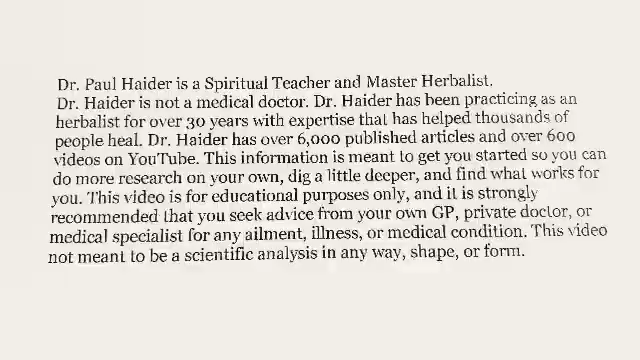 Dr. Paul Haider is a Spiritual Teacher and Master Herbalist.
Dr. Haider is not a medical doctor. Dr. Haider has been practicing as an
herbalist for over 30 years with expertise that has helped thousands of
people heal. Dr. Haider has over 6,000 published articles and over 600
videos on YouTube. This information is meant to get you started so you can
do more research on your own, dig a little deeper, and find what works for
you. This video is for educational purposes only, and it is strongly
recommended that you seek advice from your own GP, private doctor, or
medical specialist for any ailment, illness, or medical condition. This video
not meant to be a scientific analysis in any way, shape, or form.